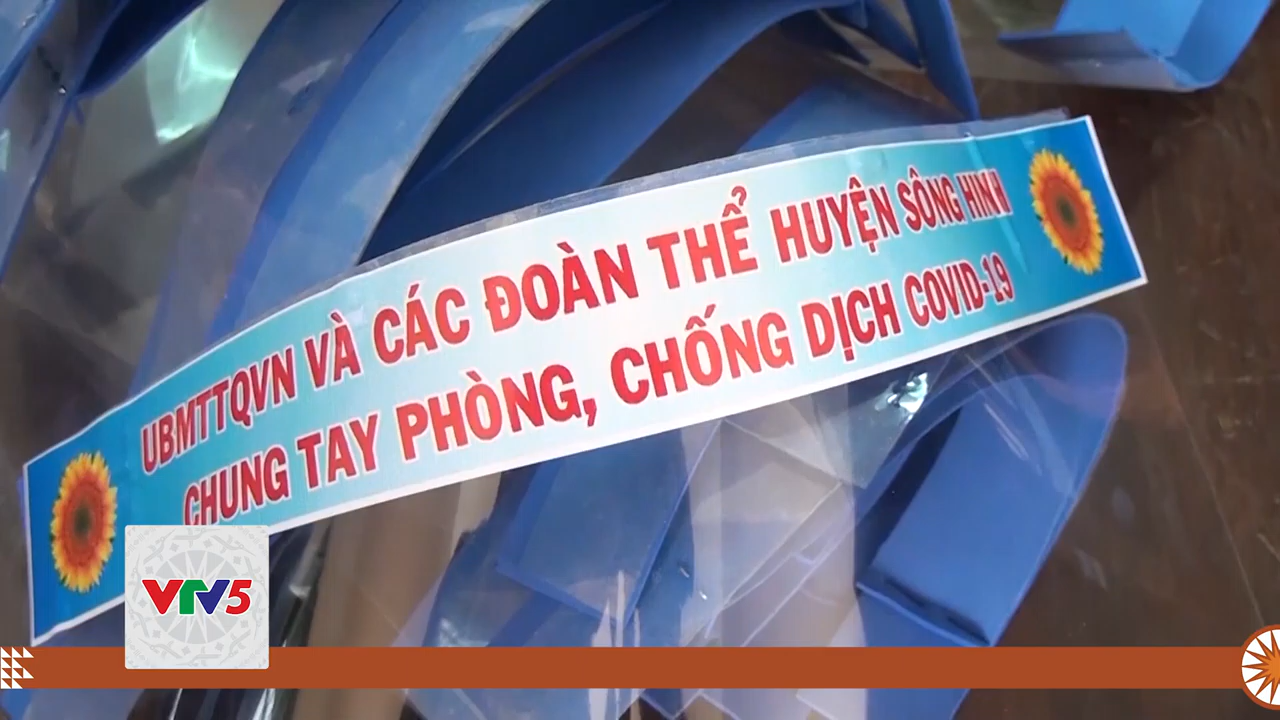 UBMTTQVN VÀ CÁC ĐOÀN THỂ HUYỆN SÔNG HINH
CHUNG TAY PHÒNG, CHỐNG DỊCH COVID-19
VTV5